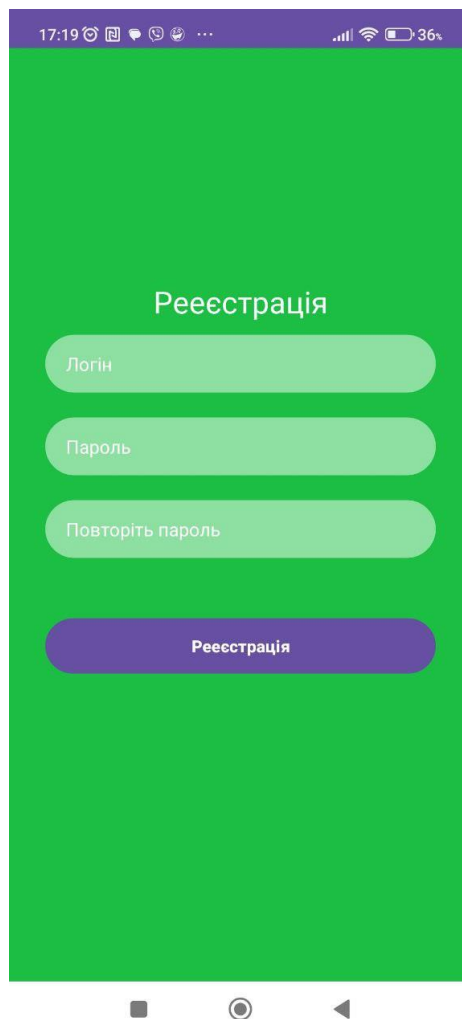 17:19 36%
Рееєстрація
Логін
Пароль
Повторіть пароль
Рееєстрація